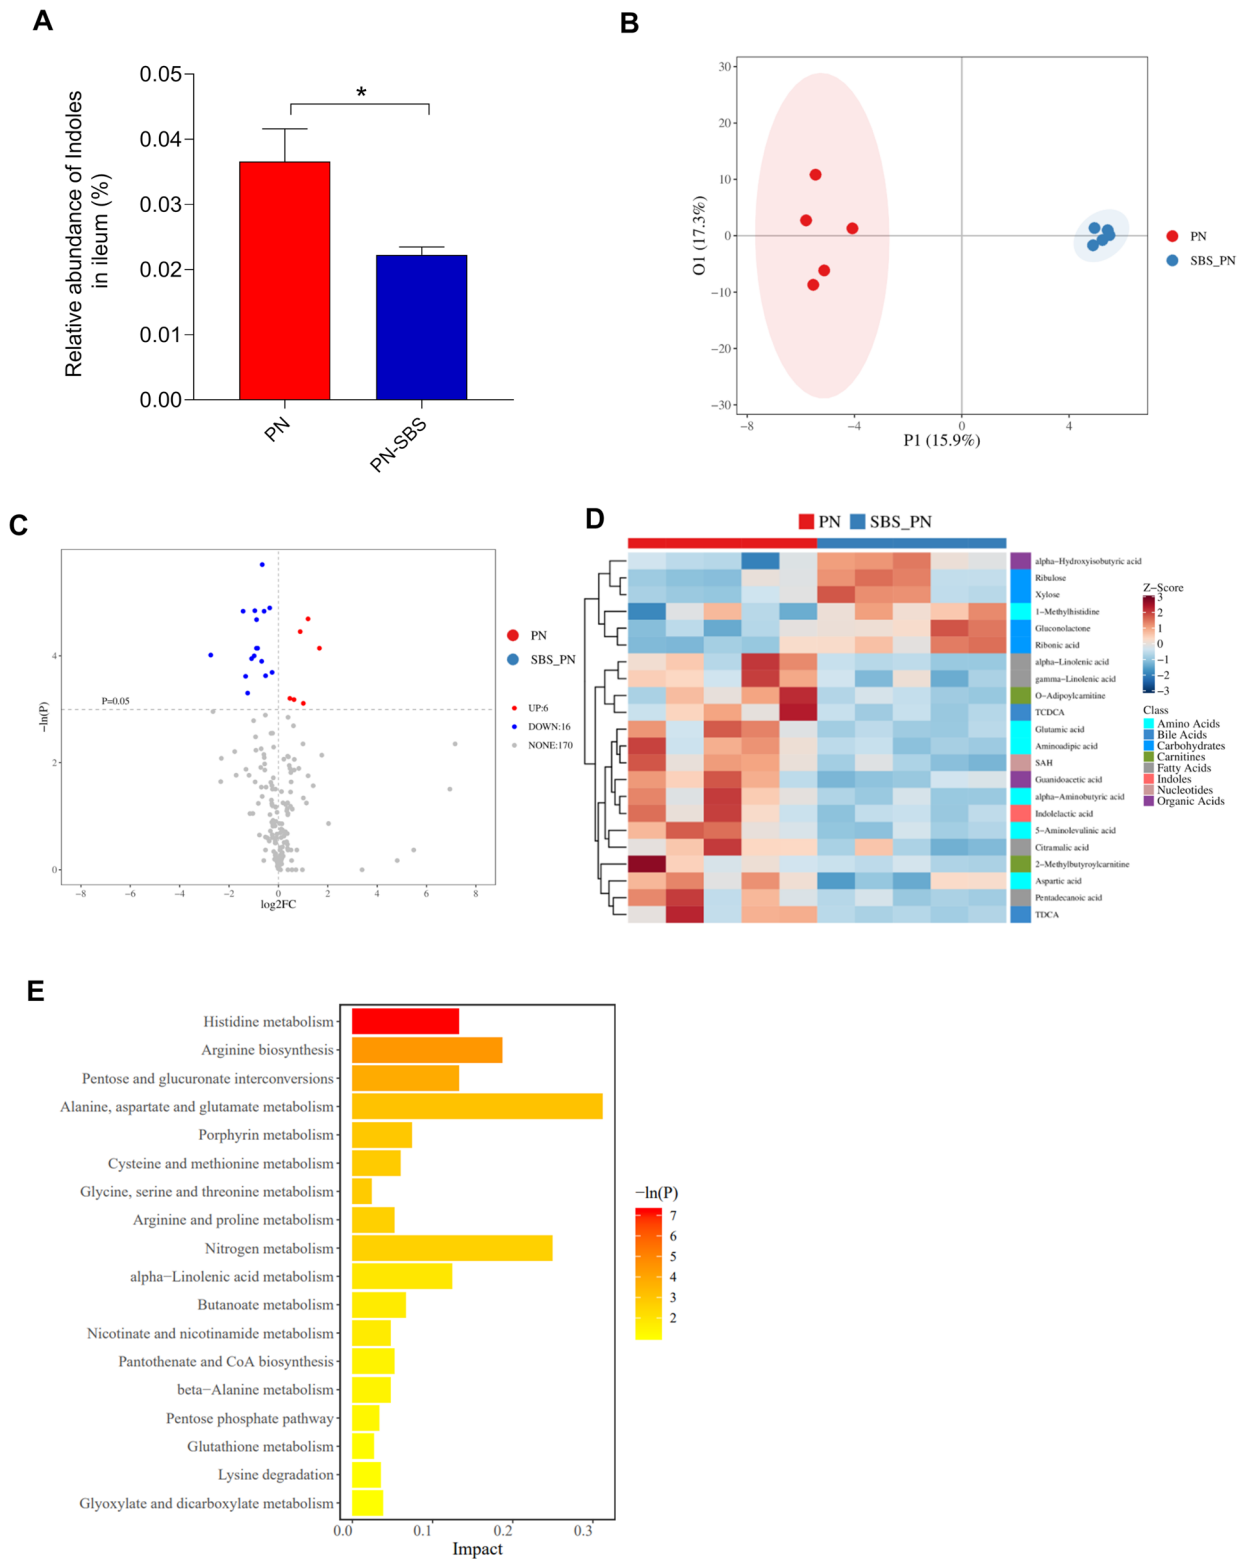 A
Relative abundance of Indoles
in ileum (%)
0.05
0.04
0.03
0.02
0.01
0.00
*
PN
PN-SBS
B
O1 (17.3%)
30
20
10
0
−10
−20
−30
−8
−4
0
4
P1 (15.9%)
PN
SBS_PN
C
−ln(P)
4
2
0
P=0.05
−8
−6
−4
−2
0
2
4
6
8
log2FC
PN
SBS_PN
UP:6
DOWN:16
NONE:170
D
PN
SBS_PN
alpha-Hydroxyisobutyric acid
Ribulose
Xylose
1-Methylhistidine
Gluconolactone
Ribonic acid
alpha-Linolenic acid
gamma-Linolenic acid
O-Adipoylcarnitine
TCDCA
Glutamic acid
Aminoadipic acid
SAH
Guanidoacetic acid
alpha-Aminobutyric acid
Indolelactic acid
5-Aminolevulinic acid
Citramalic acid
2-Methylbutyroylcarnitine
Aspartic acid
Pentadecanoic acid
TDCA
Z-Score
3
2
1
0
−1
−2
−3
Class
Amino Acids
Bile Acids
Carbohydrates
Carnitines
Fatty Acids
Indoles
Nucleotides
Organic Acids
E
Histidine metabolism
Arginine biosynthesis
Pentose and glucuronate interconversions
Alanine, aspartate and glutamate metabolism
Porphyrin metabolism
Cysteine and methionine metabolism
Glycine, serine and threonine metabolism
Arginine and proline metabolism
Nitrogen metabolism
alpha−Linolenic acid metabolism
Butanoate metabolism
Nicotinate and nicotinamide metabolism
Pantothenate and CoA biosynthesis
beta−Alanine metabolism
Pentose phosphate pathway
Glutathione metabolism
Lysine degradation
Glyoxylate and dicarboxylate metabolism
0.0
0.1
0.2
0.3
Impact
−ln(P)
7
6
5
4
3
2